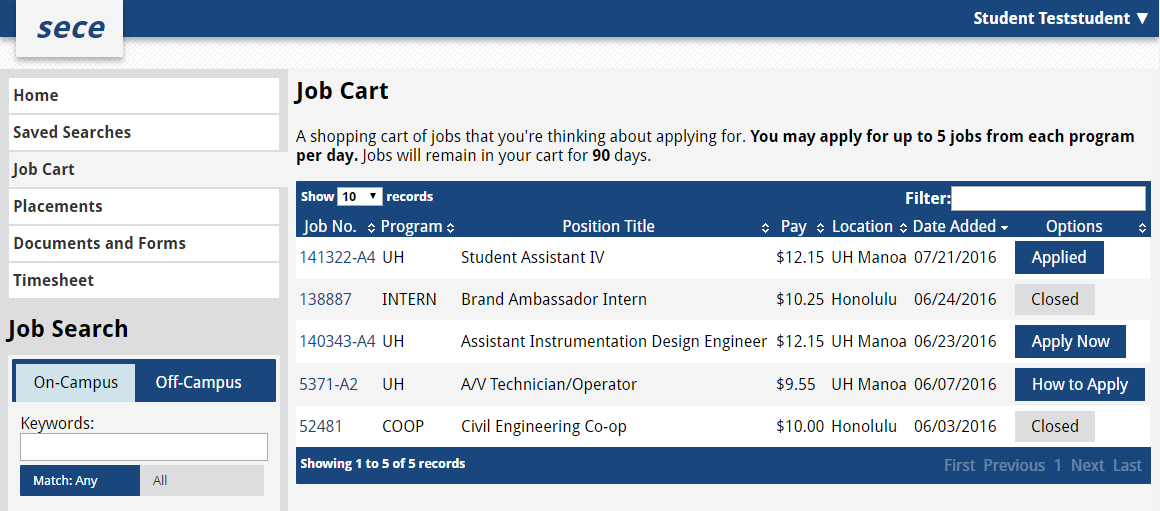 sece
Student Teststudent ▼
Home
Saved Searches
Job Cart
Placements
Documents and Forms
Timesheet
Job Search
On-Campus Off-Campus
Keywords:
Match: Any All
Job Cart
A shopping cart of jobs that you're thinking about applying for. You may apply for up to 5 jobs from each program
per day. Jobs will remain in your cart for 90 days.
Show 10 records Filter:
Job No. Program Position Title Pay Location Date Added Options
141322-A4 UH Student Assistant IV $12.15 UH Manoa 07/21/2016 Applied
138887 INTERN Brand Ambassador Intern $10.25 Honolulu 06/24/2016 Closed
140343-A4 UH Assistant Instrumentation Design Engineer $12.15 UH Manoa 06/23/2016 Apply Now
5371-A2 UH A/V Technician/Operator $9.55 UH Manoa 06/07/2016 How to Apply
52481 COOP Civil Engineering Co-op $10.00 Honolulu 06/03/2016 Closed
Showing 1 to 5 of 5 records First Previous 1 Next Last